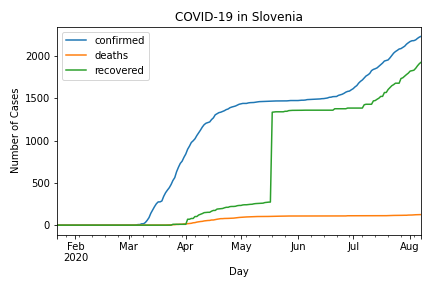 COVID-19 in Slovenia
confirmed
deaths
recovered
Number of Cases
2000
1500
1000
500
0
Feb Mar Apr May Jun Jul Aug
2020
Day